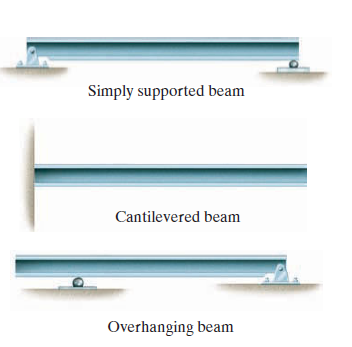 Simply supported beam
Cantilevered beam
Overhanging beam